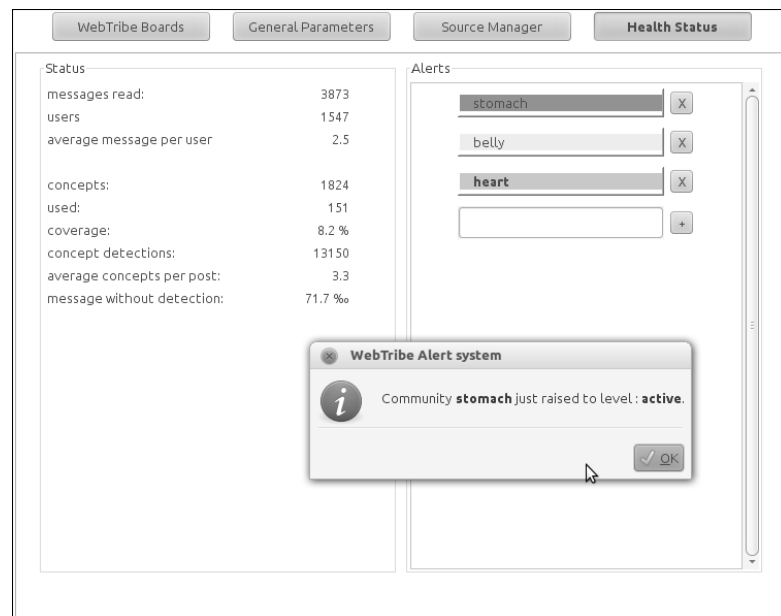 WebTribe Boards General Parameters Source Manager Health Status
Status
messages read: 3873
users 1547
average message per user 2.5
concepts: 1824
used: 151
coverage: 8.2 %
concept detections: 13150
average concepts per post: 3.3
message without detection: 71.7 ‰
Alerts
stomach X
belly X
heart X
+
WebTribe Alert system
Community stomach just raised to level : active.
OK